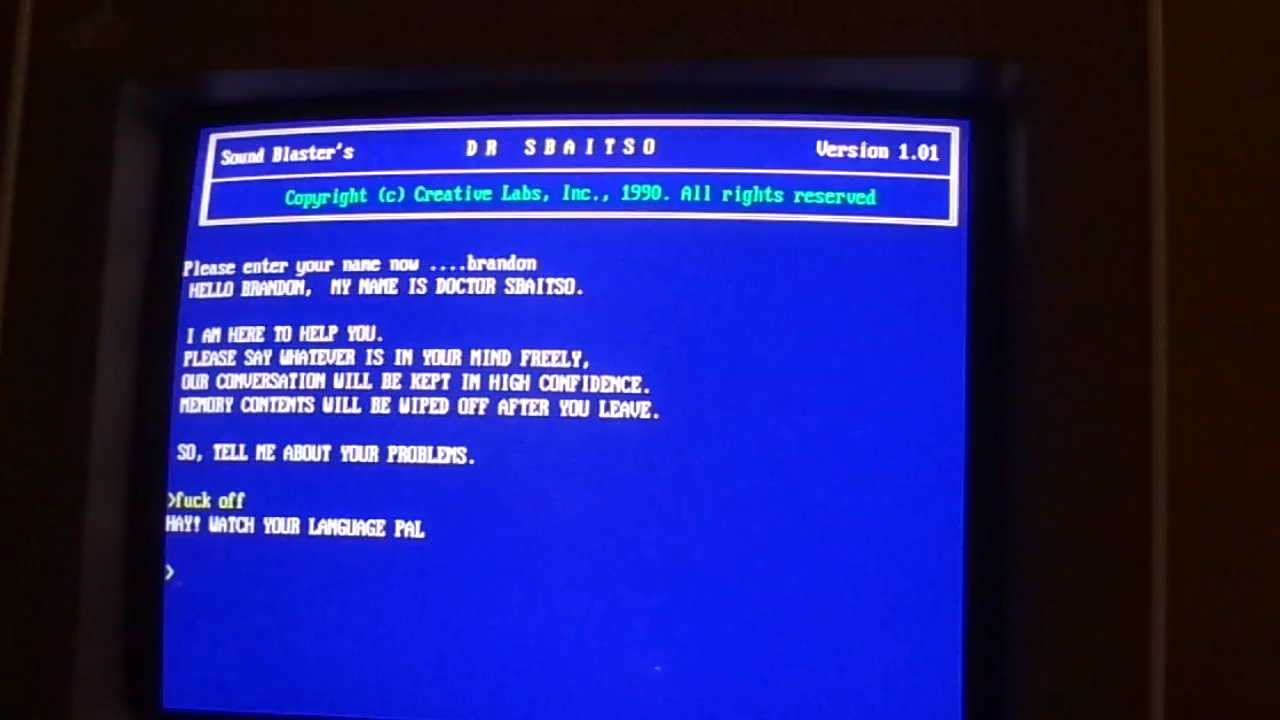 Sound Blaster's DR SBAITSO Version 1.01
Copyright (c) Creative Labs, Inc., 1990. All rights reserved
Please enter your name now ....brandon
HELLO BRANDON, MY NAME IS DOCTOR SBAITSO.
I AM HERE TO HELP YOU.
PLEASE SAY WHATEVER IS IN YOUR MIND FREELY,
OUR CONVERSATION WILL BE KEPT IN HIGH CONFIDENCE.
MEMORY CONTENTS WILL BE WIPED OFF AFTER YOU LEAVE.
SO, TELL ME ABOUT YOUR PROBLEMS.
>fuck off
HAY! WATCH YOUR LANGUAGE PAL
>